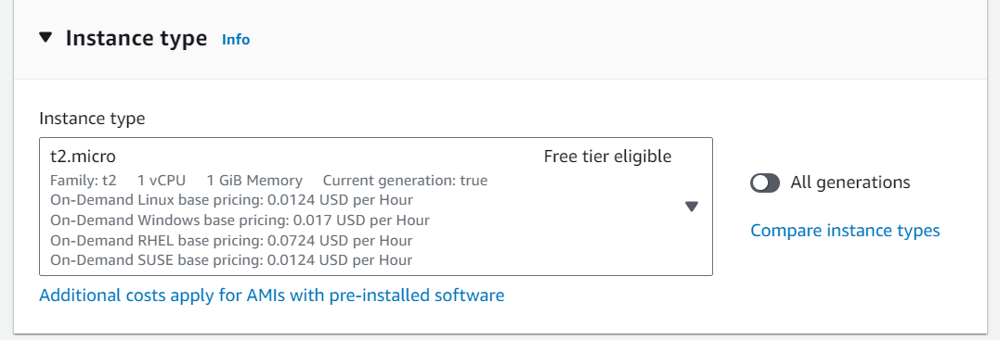 Instance type Info
Instance type
t2.micro Free tier eligible
Family: t2 1 vCPU 1 GiB Memory Current generation: true
On-Demand Linux base pricing: 0.0124 USD per Hour
On-Demand Windows base pricing: 0.017 USD per Hour
On-Demand RHEL base pricing: 0.0724 USD per Hour
On-Demand SUSE base pricing: 0.0124 USD per Hour
All generations
Compare instance types
Additional costs apply for AMIs with pre-installed software